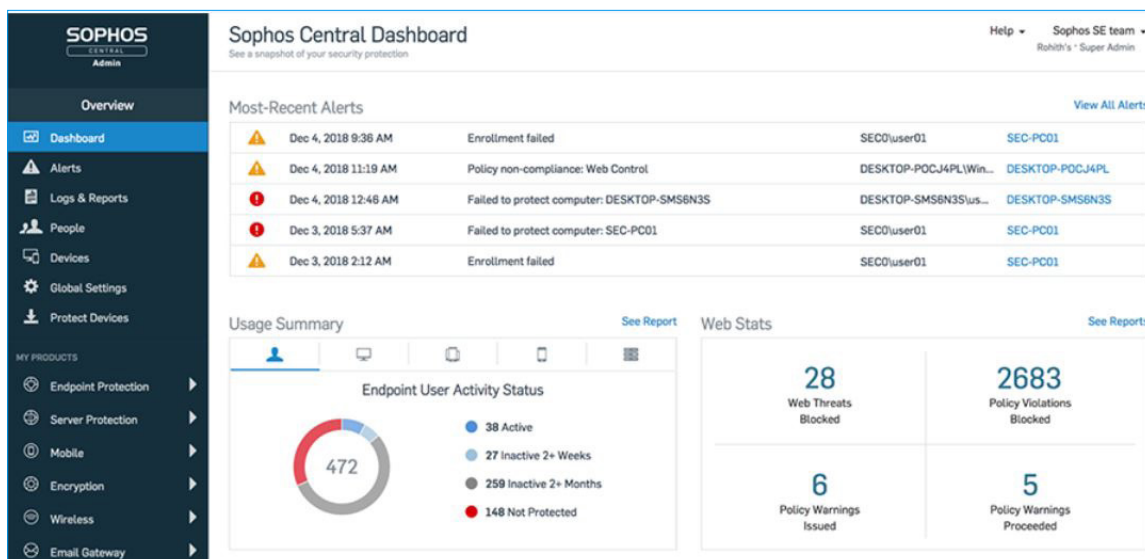 SOPHOS
CENTRAL
Admin
Overview
Dashboard
Alerts
Logs & Reports
People
Devices
Global Settings
Protect Devices
MY PRODUCTS
Endpoint Protection
Server Protection
Mobile
Encryption
Wireless
Email Gateway
Sophos Central Dashboard
See a snapshot of your security protection
Help
Sophos SE team
Rohith's · Super Admin
Most-Recent Alerts
View All Alerts
Dec 4, 2018 9:36 AM Enrollment failed SEC0\user01 SEC-PC01
Dec 4, 2018 11:19 AM Policy non-compliance: Web Control DESKTOP-POCJ4PL\Win... DESKTOP-POCJ4PL
Dec 4, 2018 12:46 AM Failed to protect computer: DESKTOP-SMS6N3S DESKTOP-SMS6N3S\us... DESKTOP-SMS6N3S
Dec 3, 2018 5:37 AM Failed to protect computer: SEC-PC01 SEC0\user01 SEC-PC01
Dec 3, 2018 2:12 AM Enrollment failed SEC0\user01 SEC-PC01
Usage Summary
See Report
Endpoint User Activity Status
472
38 Active
27 Inactive 2+ Weeks
259 Inactive 2+ Months
148 Not Protected
Web Stats
See Reports
28
Web Threats
Blocked
2683
Policy Violations
Blocked
6
Policy Warnings
Issued
5
Policy Warnings
Proceeded